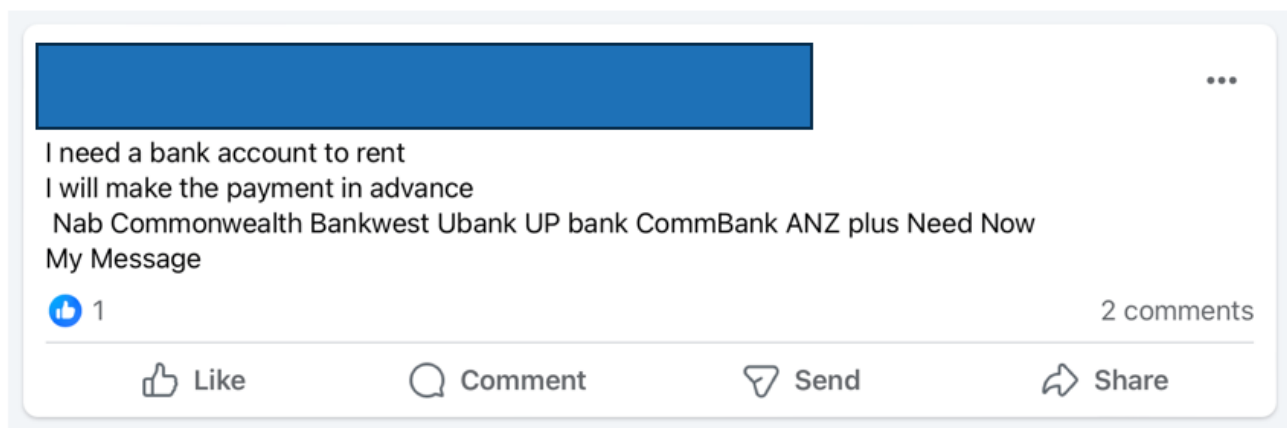 I need a bank account to rent
I will make the payment in advance
Nab Commonwealth Bankwest Ubank UP bank CommBank ANZ plus Need Now
My Message
1
2 comments
Like
Comment
Send
Share